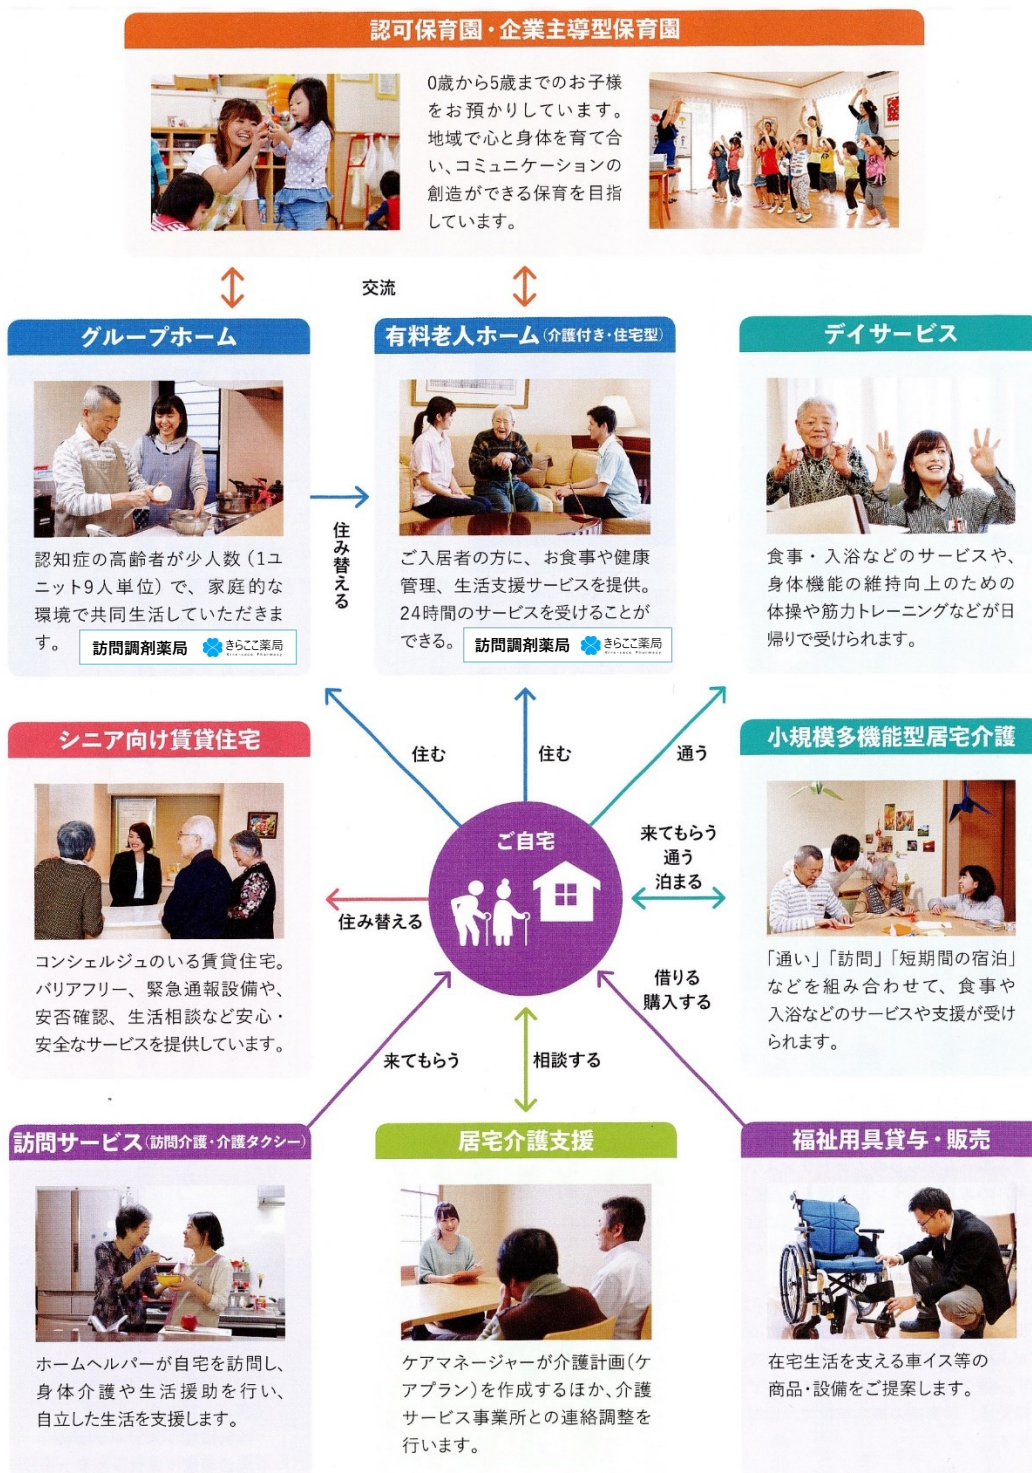 認可保育園・企業主導型保育園
0歳から5歳までのお子様
をお預かりしています。
地域で心と身体を育て合
い、コミュニケーションの
創造ができる保育を目指
しています。
交流
グループホーム
認知症の高齢者が少人数（1ユ
ニット9人単位）で、家庭的な
環境で共同生活していただきま
す。
訪問調剤薬局 きらここ薬局
Kira-coco Pharmacy
住み替える
有料老人ホーム（介護付き・住宅型）
ご入居者の方に、お食事や健康
管理、生活支援サービスを提供。
24時間のサービスを受けることが
できる。
訪問調剤薬局 きらここ薬局
Kira-coco Pharmacy
デイサービス
食事・入浴などのサービスや、
身体機能の維持向上のための
体操や筋力トレーニングなどが日
帰りで受けられます。
住む
住む
通う
シニア向け賃貸住宅
コンシェルジュのいる賃貸住宅。
バリアフリー、緊急通報設備や、
安否確認、生活相談など安心・
安全なサービスを提供しています。
住み替える
ご自宅
来てもらう
通う
泊まる
小規模多機能型居宅介護
「通い」「訪問」「短期間の宿泊」
などを組み合わせて、食事や
入浴などのサービスや支援が受け
られます。
来てもらう
相談する
借りる
購入する
訪問サービス（訪問介護・介護タクシー）
ホームヘルパーが自宅を訪問し、
身体介護や生活援助を行い、
自立した生活を支援します。
居宅介護支援
ケアマネージャーが介護計画（ケ
アプラン）を作成するほか、介護
サービス事業所との連絡調整を
行います。
福祉用具貸与・販売
在宅生活を支える車イス等の
商品・設備をご提案します。